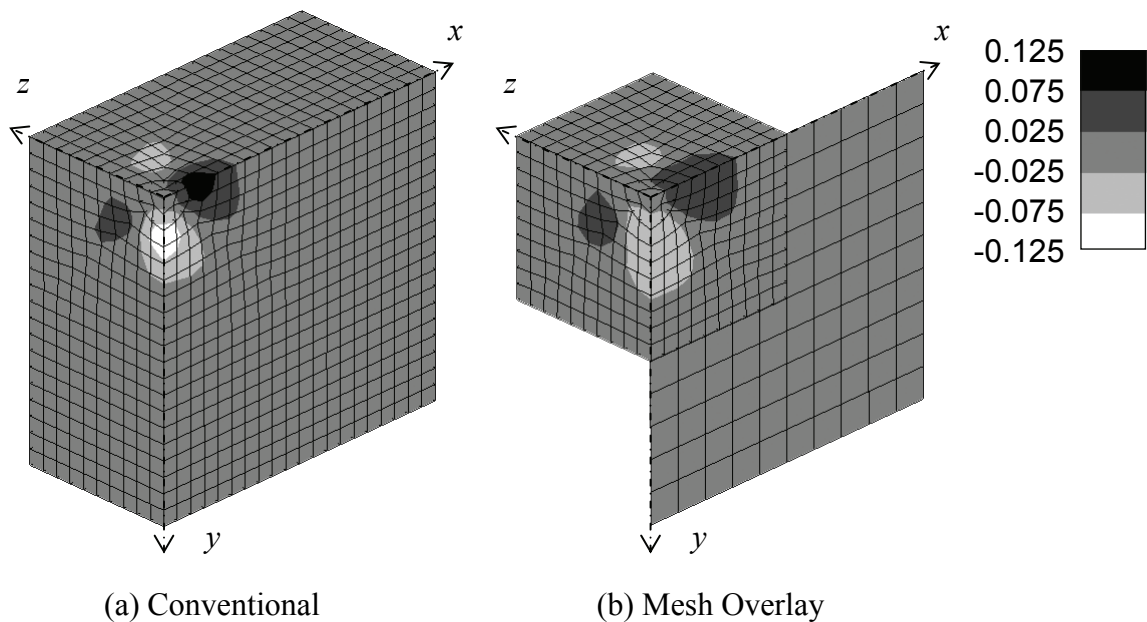 x
z
y
x
z
y
0.125
0.075
0.025
-0.025
-0.075
-0.125
(a) Conventional
(b) Mesh Overlay